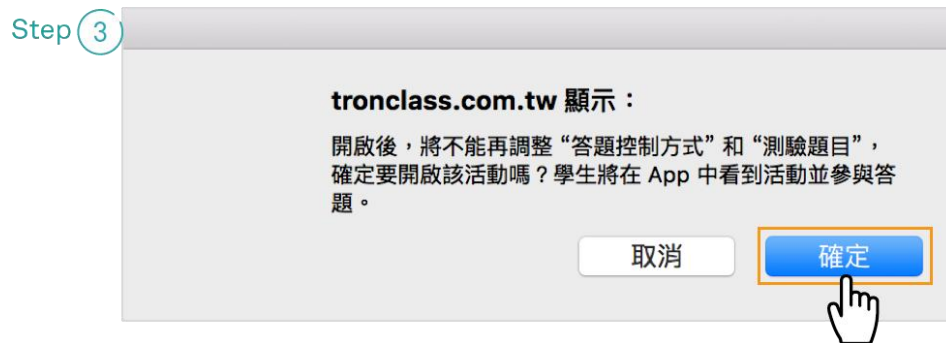 Step 3
tronclass.com.tw 顯示：
開啟後，將不能再調整 “答題控制方式” 和 “測驗題目”，
確定要開啟該活動嗎？學生將在 App 中看到活動並參與答
題。
取消 確定